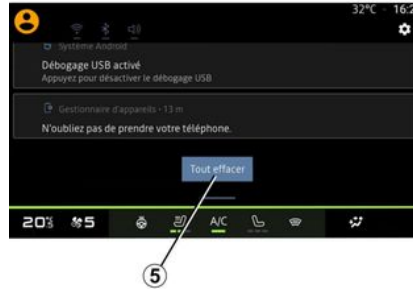 32°C 16:2
Système Android
Débogage USB activé
Appuyez pour désactiver le débogage USB
Gestionnaire d'appareils • 13 m
N'oubliez pas de prendre votre téléphone.
Tout effacer
20 5 A/C
5